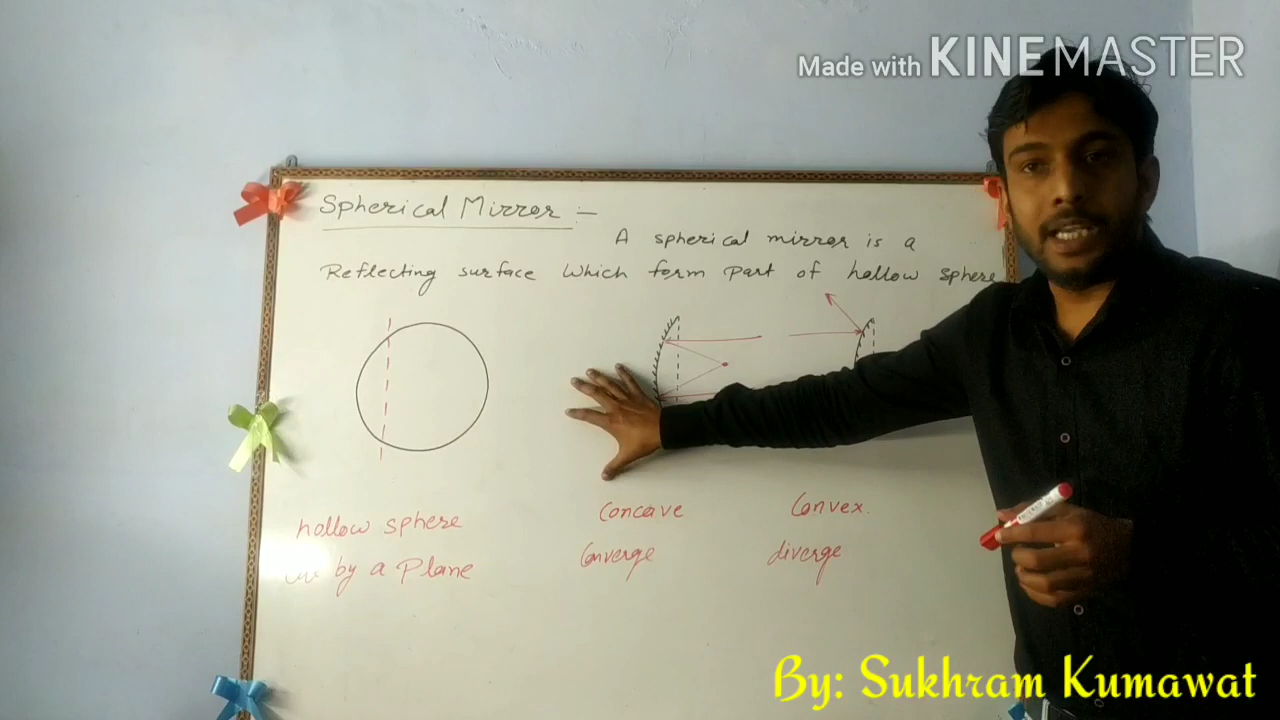 Made with KINEMASTER
Spherical Mirror :-
A spherical mirror is a
Reflecting surface which form part of hollow sphere
hollow sphere
by a Plane
Concave
Convex.
Converge
diverge
By: Sukhram Kumawat